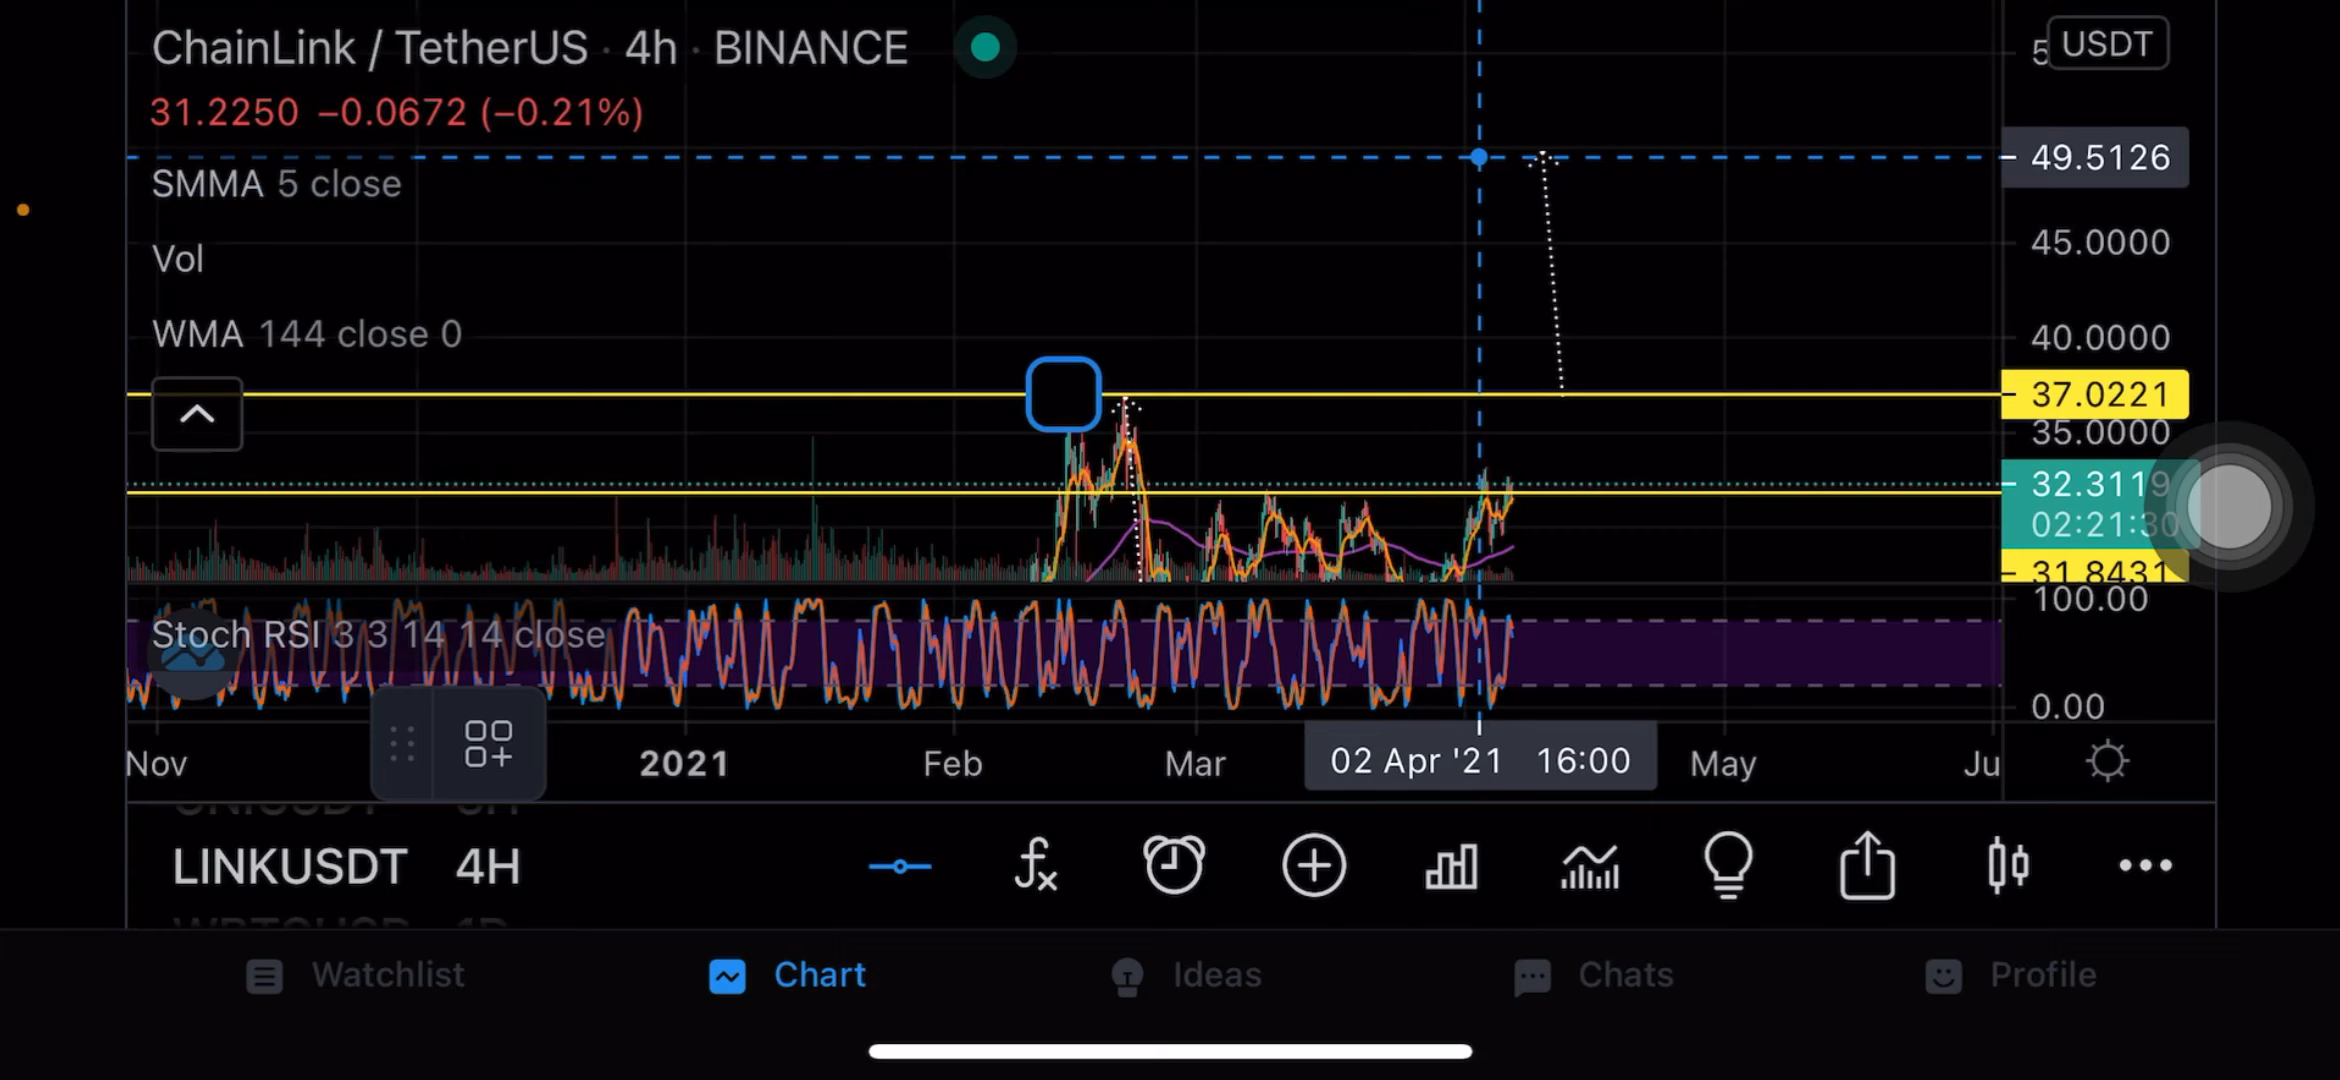 ChainLink / TetherUS · 4h · BINANCE
USDT
31.2250 −0.0672 (−0.21%)
49.5126
SMMA 5 close
45.0000
Vol
WMA 144 close 0
40.0000
37.0221
35.0000
32.3119
02:21:30
31.8431
100.00
Stoch RSI 3 3 14 14 close
0.00
Nov 2021 Feb Mar 02 Apr '21 16:00 May Ju
LINKUSDT 4H
Watchlist Chart Ideas Chats Profile